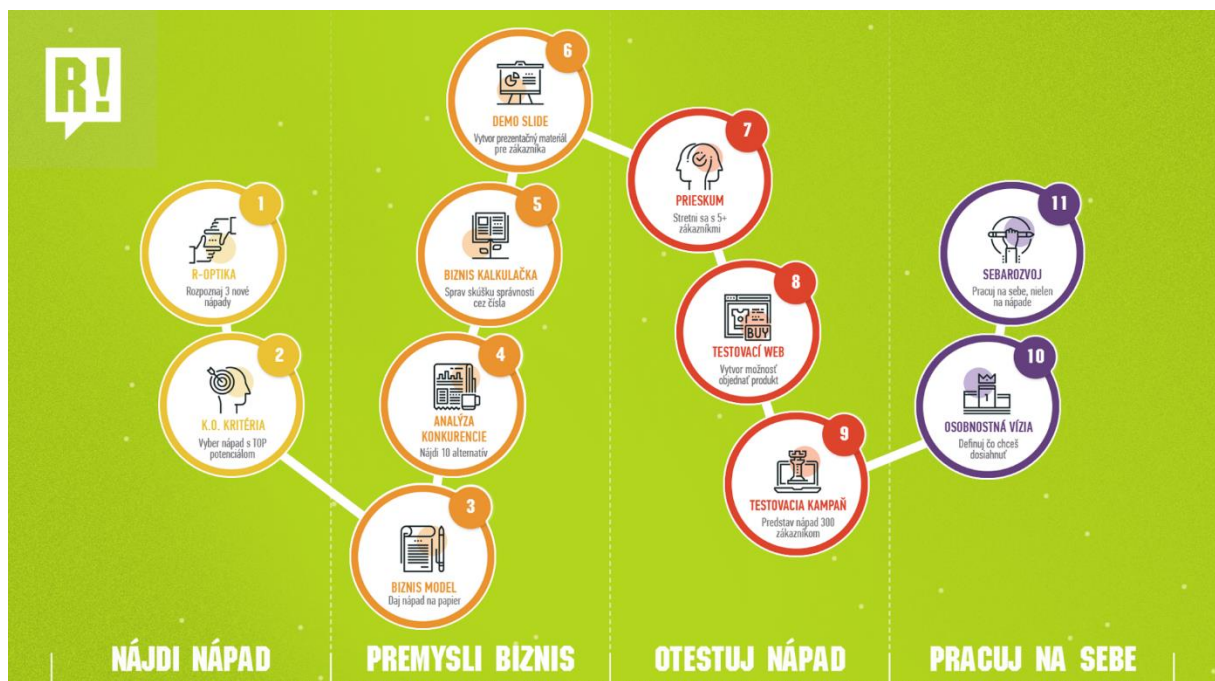 R!
1
R-OPTIKA
Rozpoznaj 3 nové
nápady
2
K.O. KRITÉRIA
Vyber nápad s TOP
potenciálom
3
BIZNIS MODEL
Daj nápad na papier
4
ANALÝZA
KONKURENCIE
Nájdi 10 alternatív
5
BIZNIS KALKULAČKA
Sprav skúšku správnosti
cez čísla
6
DEMO SLIDE
Vytvor prezentačný materiál
pre zákazníka
7
PRIESKUM
Stretni sa s 5+
zákazníkmi
8
BUY
TESTOVACÍ WEB
Vytvor možnosť
objednať produkt
9
TESTOVACIA KAMPAŇ
Predstav nápad 300
zákazníkom
10
1
OSOBNOSTNÁ VÍZIA
Definuj čo chceš
dosiahnuť
11
SEBAROZVOJ
Pracuj na sebe, nielen
na nápade
NÁJDI NÁPAD
PREMYSLI BIZNIS
OTESTUJ NÁPAD
PRACUJ NA SEBE